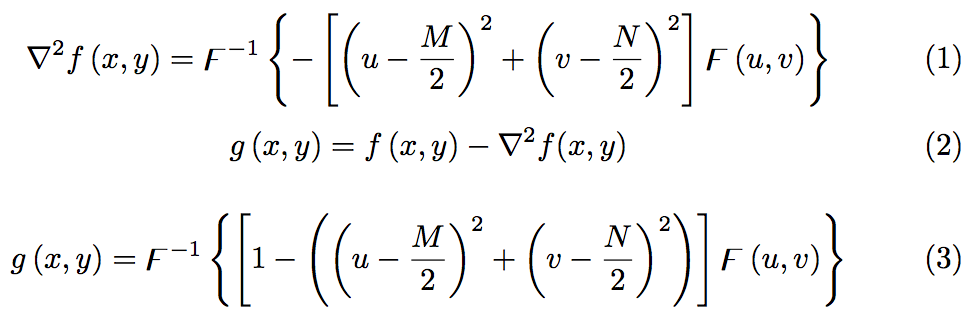 ∇²f (x, y) = F⁻¹ { − [ (u − M/2)² + (v − N/2)² ] F (u, v) } (1)
g (x, y) = f (x, y) − ∇²f(x, y) (2)
g (x, y) = F⁻¹ { [ 1 − ( (u − M/2)² + (v − N/2)² ) ] F (u, v) } (3)